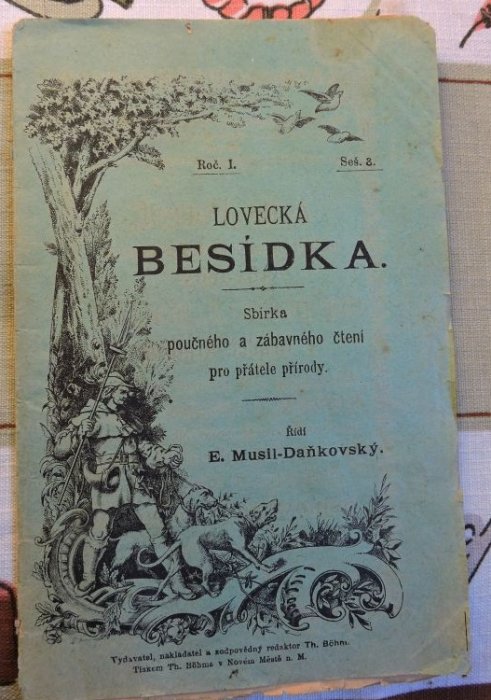 Roč. I. Seš. 3.
LOVECKÁ
BESÍDKA.
Sbírka
poučného a zábavného čtení
pro přátele přírody.
Řídí
E. Musil-Daňkovský.
Vydavatel, nakladatel a zodpovědný redaktor Th. Böhm.
Tiskem Th. Böhma v Novém Městě n. M.